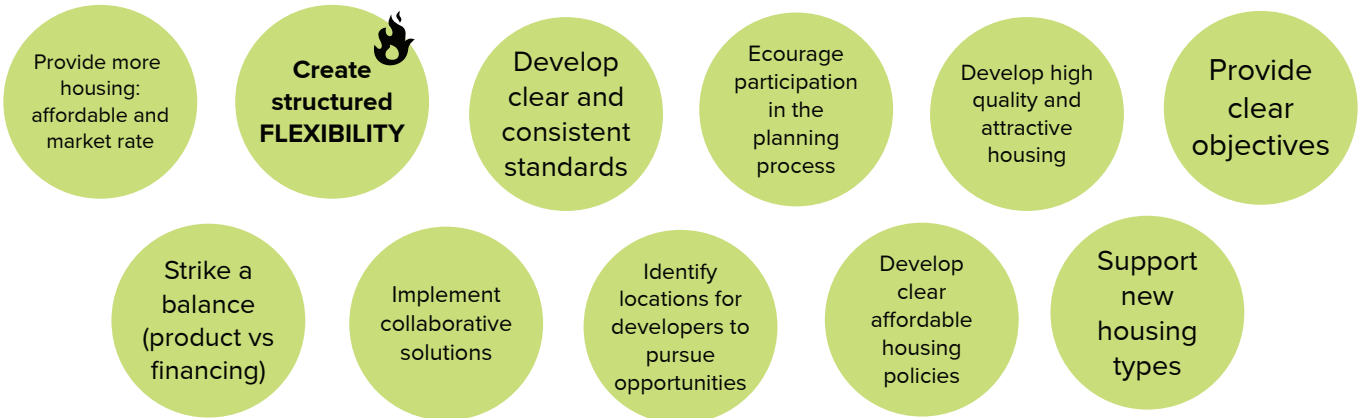 Provide more
housing:
affordable and
market rate
Create
structured
FLEXIBILITY
Develop
clear and
consistent
standards
Ecourage
participation
in the
planning
process
Develop high
quality and
attractive
housing
Provide
clear
objectives
Strike a
balance
(product vs
financing)
Implement
collaborative
solutions
Identify
locations for
developers to
pursue
opportunities
Develop
clear
affordable
housing
policies
Support
new
housing
types